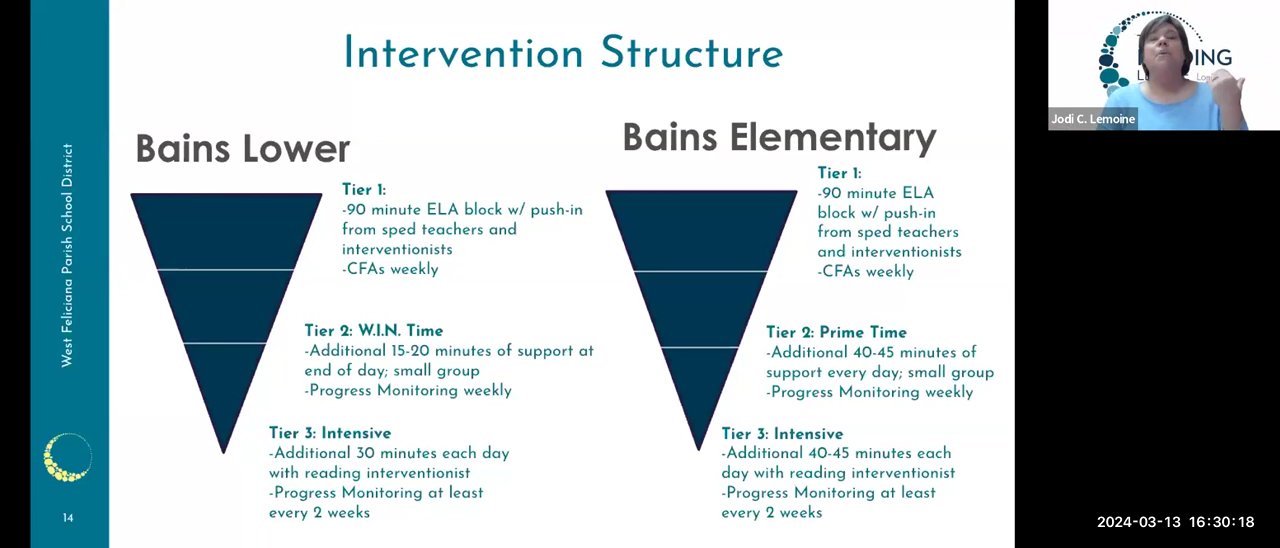 Intervention Structure
West Feliciana Parish School District
Bains Lower
Tier 1:
-90 minute ELA block w/ push-in
from sped teachers and
interventionists
-CFAs weekly
Tier 2: W.I.N. Time
-Additional 15-20 minutes of support at
end of day; small group
-Progress Monitoring weekly
Tier 3: Intensive
-Additional 30 minutes each day
with reading interventionist
-Progress Monitoring at least
every 2 weeks
Bains Elementary
Tier 1:
-90 minute ELA
block w/ push-in
from sped teachers
and interventionists
-CFAs weekly
Tier 2: Prime Time
-Additional 40-45 minutes of
support every day; small group
-Progress Monitoring weekly
Tier 3: Intensive
-Additional 40-45 minutes each
day with reading interventionist
-Progress Monitoring at least
every 2 weeks
14
Jodi C. Lemoine
2024-03-13 16:30:18